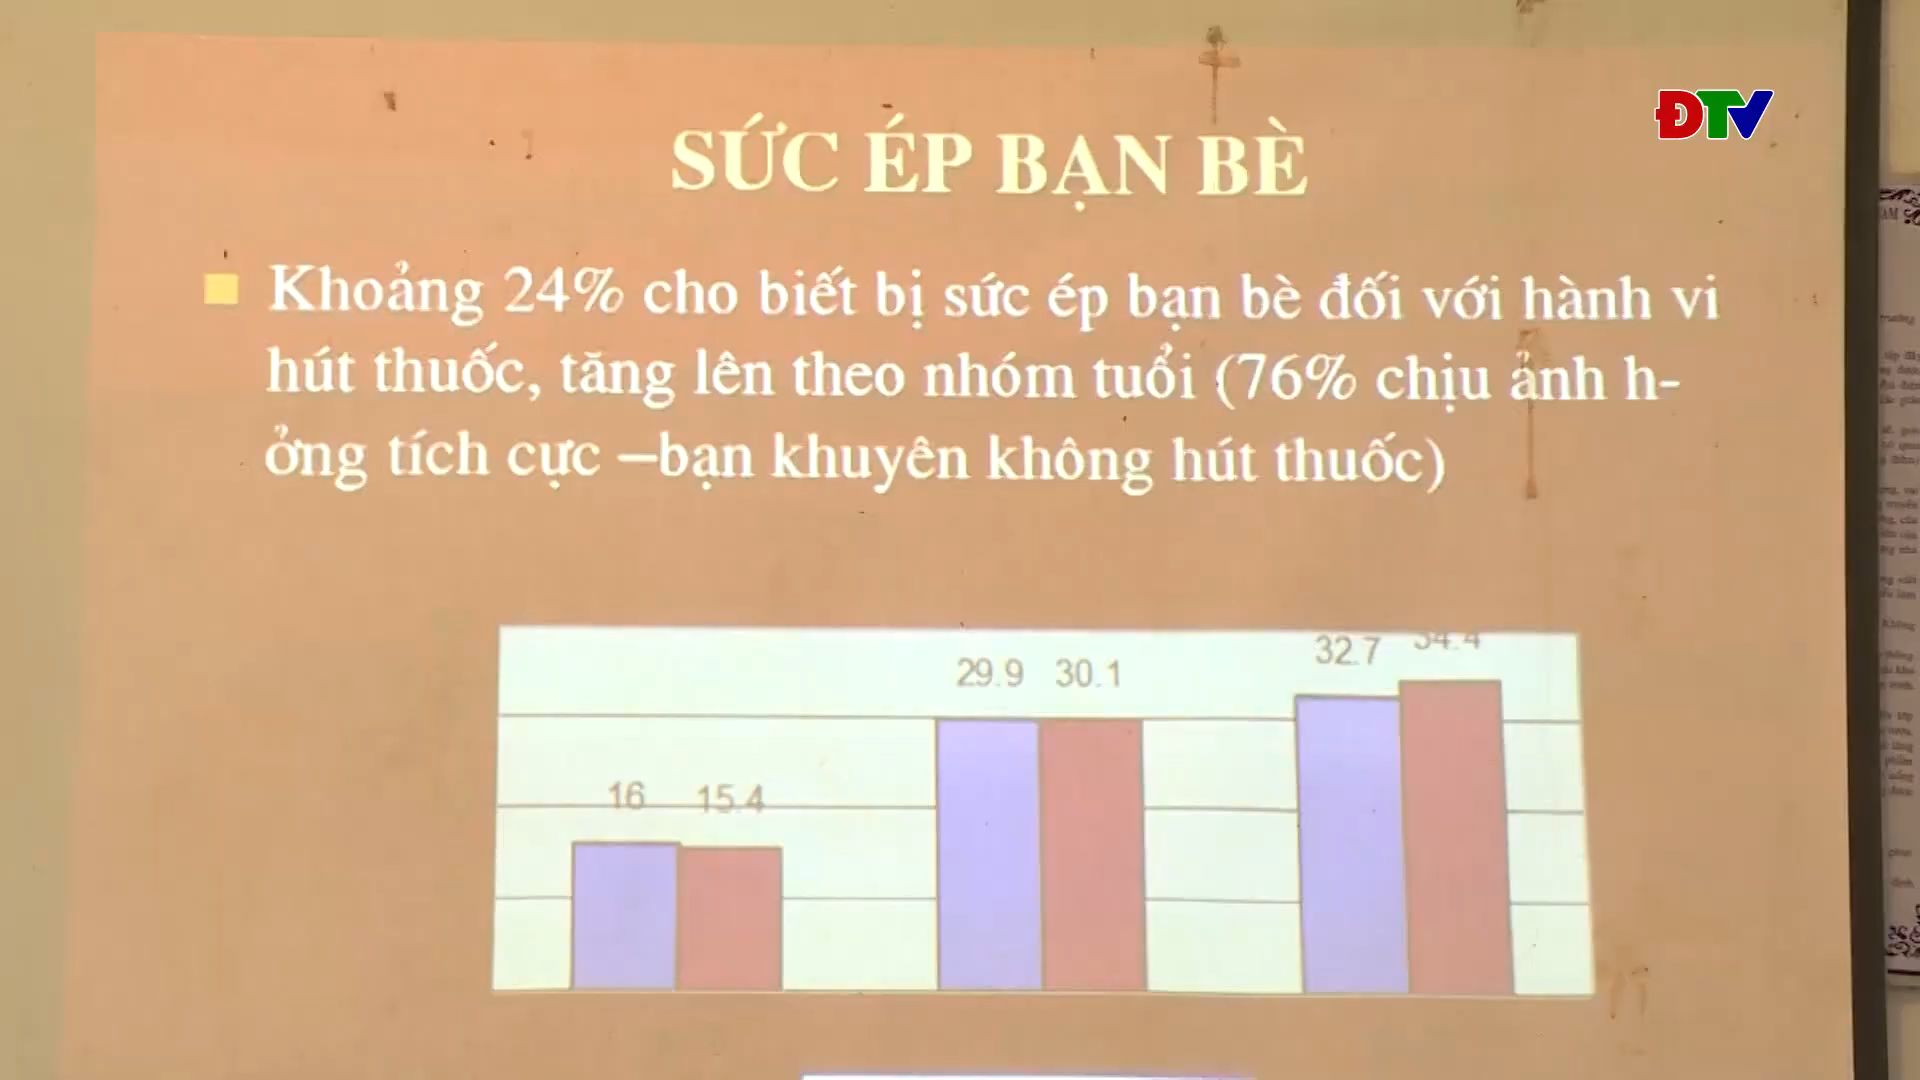 ĐTV
SỨC ÉP BẠN BÈ
Khoảng 24% cho biết bị sức ép bạn bè đối với hành vi
hút thuốc, tăng lên theo nhóm tuổi (76% chịu ảnh h-
ởng tích cực –bạn khuyên không hút thuốc)
16
15.4
29.9
30.1
32.7
34.4